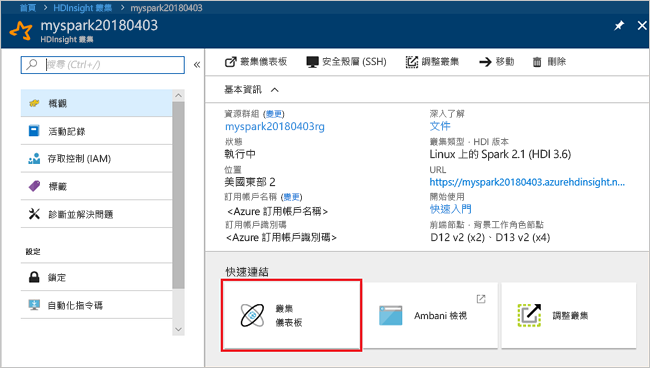 首頁 > HDInsight 叢集 > myspark20180403
myspark20180403
HDInsight 叢集
搜尋 (Ctrl+/)
概觀
活動記錄
存取控制 (IAM)
標籤
診斷並解決問題
設定
鎖定
自動化指令碼
叢集儀表板 安全殼層 (SSH) 調整叢集 移動 刪除
基本資訊
資源群組 (變更)
myspark20180403rg
狀態
執行中
位置
美國東部 2
訂用帳戶名稱 (變更)
<Azure 訂用帳戶名稱>
訂用帳戶識別碼
<Azure 訂用帳戶識別碼>
深入了解
文件
叢集類型、HDI 版本
Linux 上的 Spark 2.1 (HDI 3.6)
URL
https://myspark20180403.azurehdinsight.n...
開始使用
快速入門
前端節點、背景工作角色節點
D12 v2 (x2)、D13 v2 (x4)
快速連結
叢集
儀表板
Ambani 檢視
調整叢集